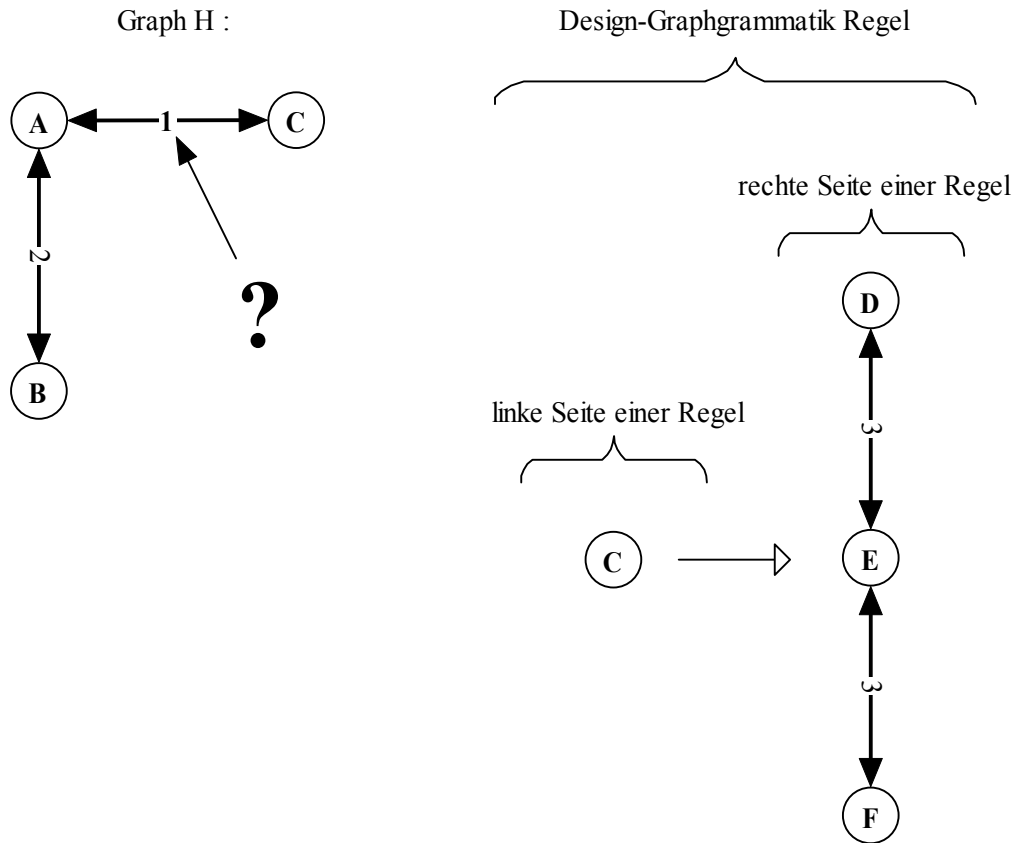 Graph H :
Design-Graphgrammatik Regel
A
1
C
rechte Seite einer Regel
2
?
D
B
linke Seite einer Regel
3
C
E
3
F